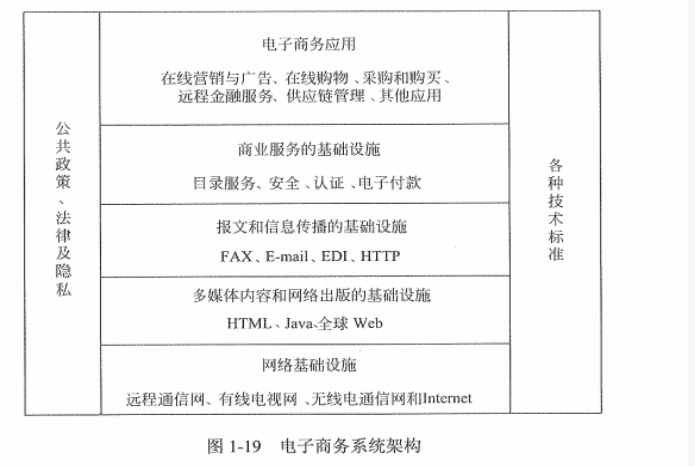 公共政策、法律及隐私
电子商务应用
在线营销与广告、在线购物、采购和购买、
远程金融服务、供应链管理、其他应用
商业服务的基础设施
目录服务、安全、认证、电子付款
报文和信息传播的基础设施
FAX、E-mail、EDI、HTTP
多媒体内容和网络出版的基础设施
HTML、Java、全球 Web
网络基础设施
远程通信网、有线电视网、无线电通信网和Internet
各种技术标准
图 1-19 电子商务系统架构